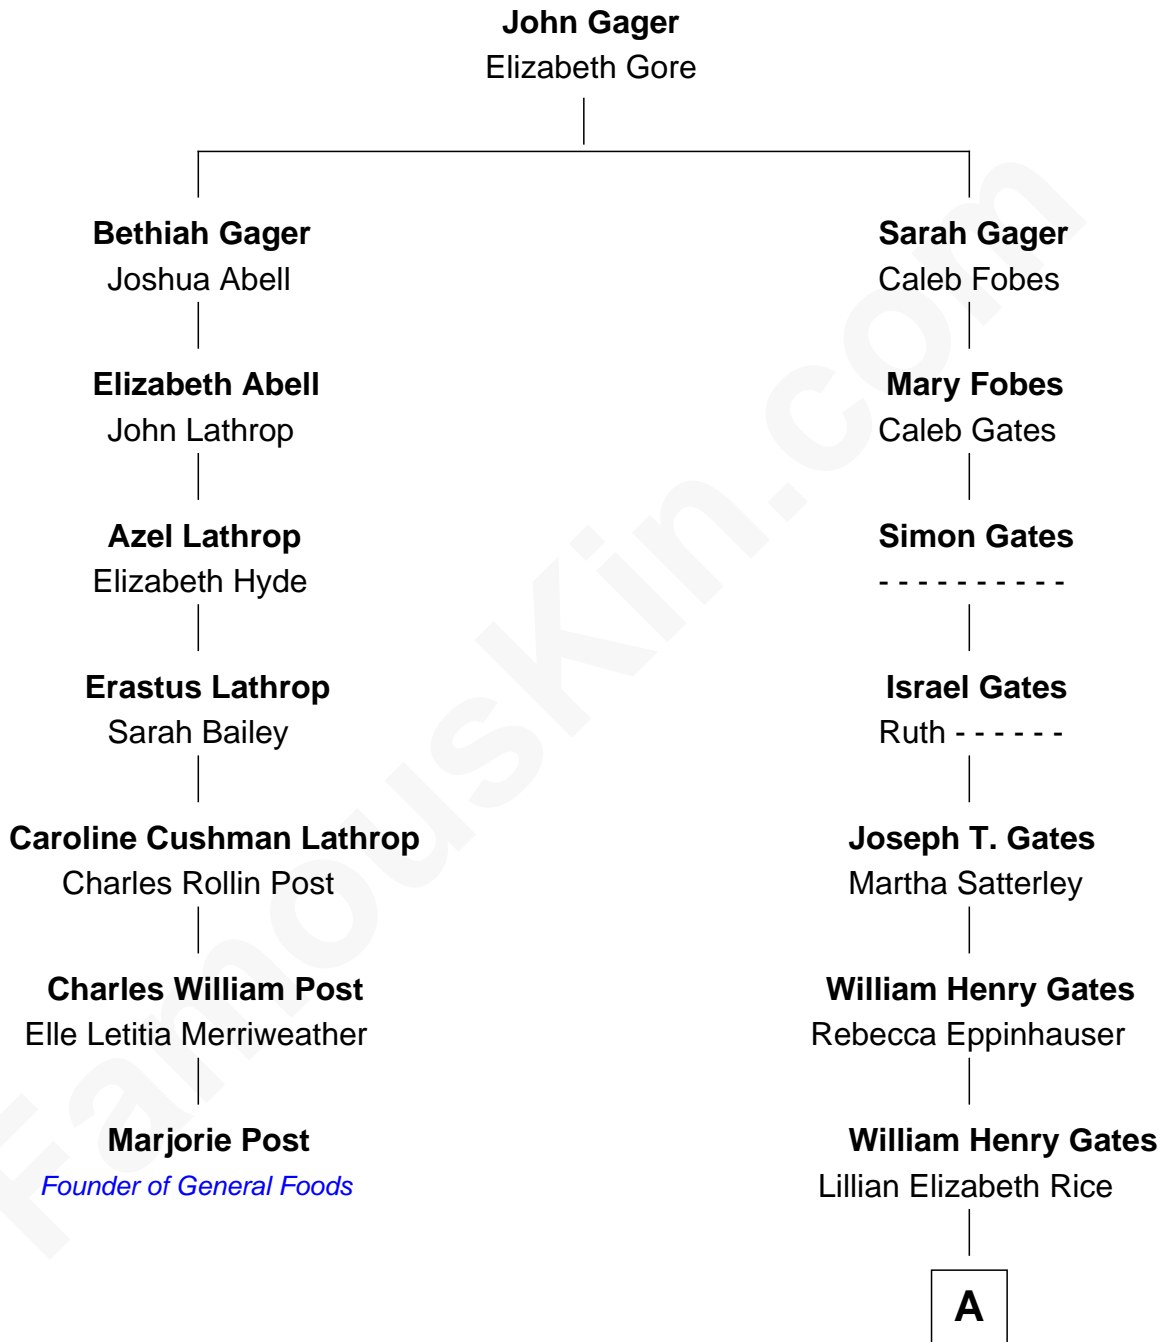 John Gager
Elizabeth Gore
Bethiah Gager
Joshua Abell
Sarah Gager
Caleb Fobes
Elizabeth Abell
John Lathrop
Mary Fobes
Caleb Gates
Azel Lathrop
Elizabeth Hyde
Simon Gates
- - - - - - - - - -
Erastus Lathrop
Sarah Bailey
Israel Gates
Ruth - - - - - -
Caroline Cushman Lathrop
Charles Rollin Post
Joseph T. Gates
Martha Satterley
Charles William Post
Elle Letitia Merriweather
William Henry Gates
Rebecca Eppinhauser
Marjorie Post
Founder of General Foods
William Henry Gates
Lillian Elizabeth Rice
A
FamousKin.com